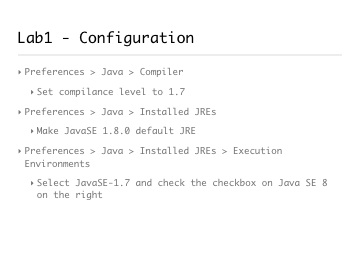 Lab1 - Configuration
‣ Preferences > Java > Compiler
‣ Set compilance level to 1.7
‣ Preferences > Java > Installed JREs
‣ Make JavaSE 1.8.0 default JRE
‣ Preferences > Java > Installed JREs > Execution
Environments
‣ Select JavaSE-1.7 and check the checkbox on Java SE 8
on the right